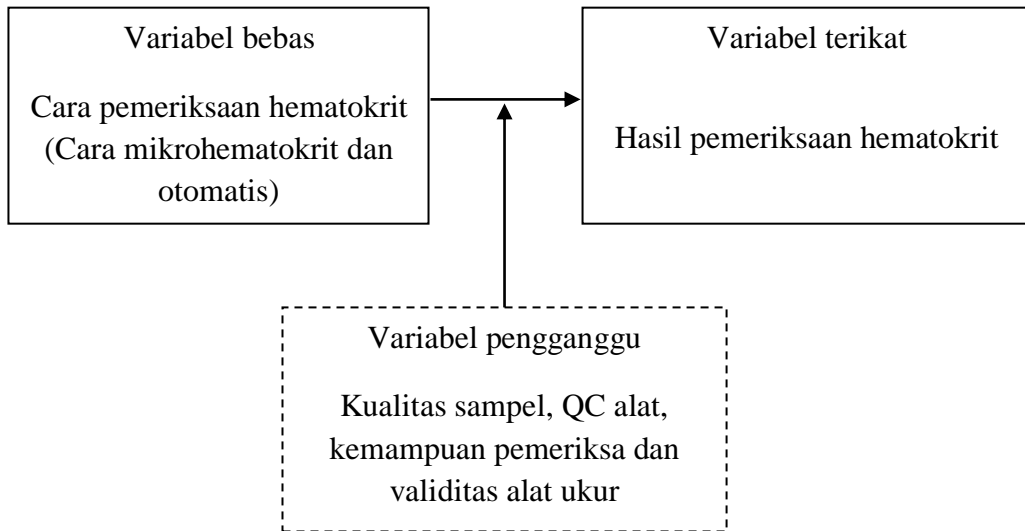 Variabel bebas
Cara pemeriksaan hematokrit
(Cara mikrohematokrit dan
otomatis)
Variabel terikat
Hasil pemeriksaan hematokrit
Variabel pengganggu
Kualitas sampel, QC alat,
kemampuan pemeriksa dan
validitas alat ukur